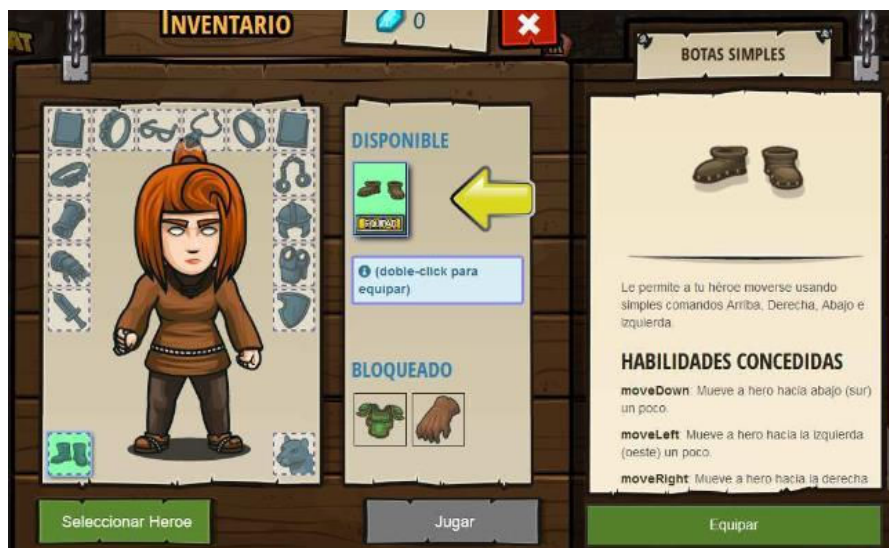 INVENTARIO
0
BOTAS SIMPLES
DISPONIBLE
(doble-click para
equipar)
BLOQUEADO
Le permite a tu héroe moverse usando
simples comandos Arriba, Derecha, Abajo e
izquierda.
HABILIDADES CONCEDIDAS
moveDown: Mueve a hero hacia abajo (sur)
un poco.
moveLeft: Mueve a hero hacia la izquierda
(oeste) un poco.
moveRight: Mueve a hero hacia la derecha
Seleccionar Heroe
Jugar
Equipar